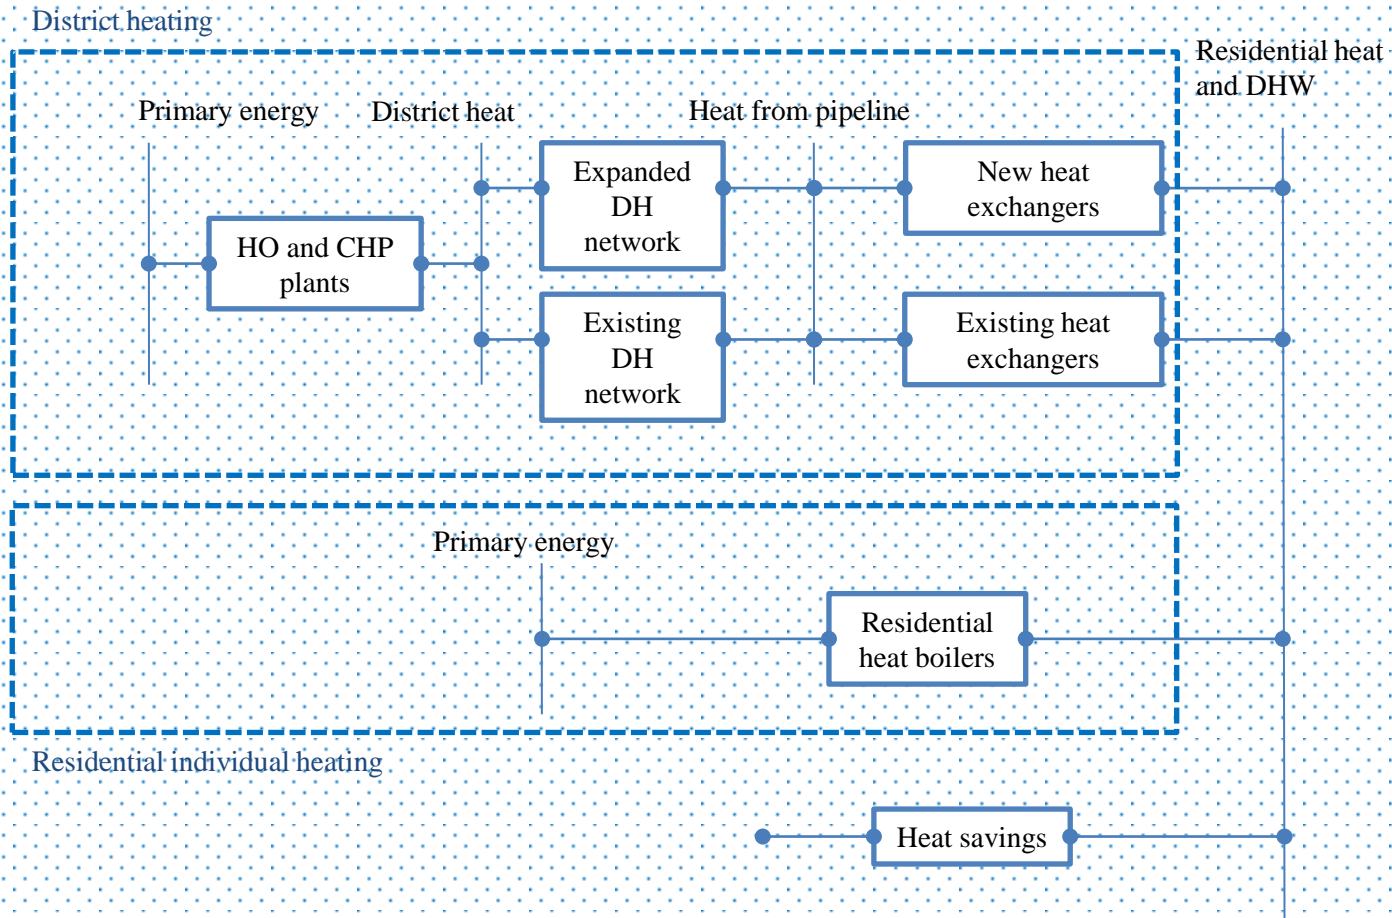 District heating
Residential heat
and DHW
Primary energy
District heat
Heat from pipeline
Expanded
DH
network
New heat
exchangers
HO and CHP
plants
Existing
DH
network
Existing heat
exchangers
Primary energy
Residential
heat boilers
Residential individual heating
Heat savings